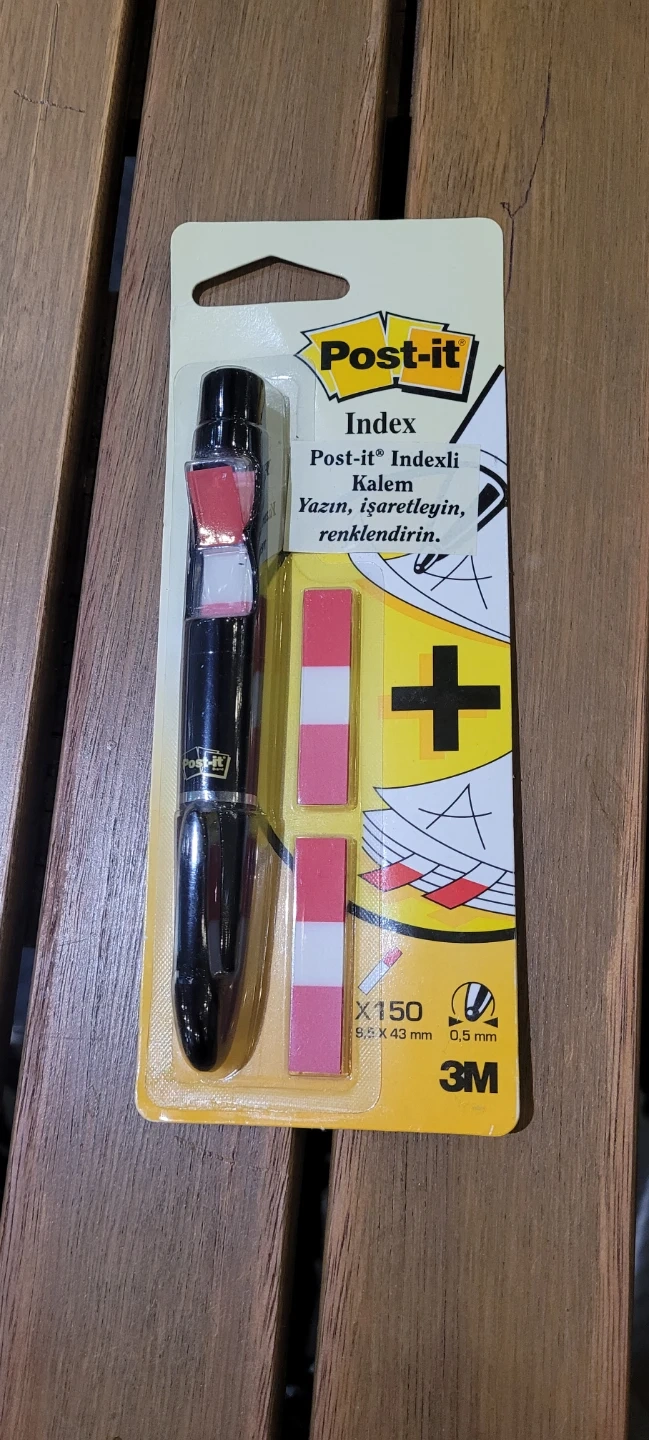 Post-it®
Index
Post-it® Indexli
Kalem
Yazın, işaretleyin,
renklendirin.
Post-it®
A
A
X150
9,5 X 43 mm
0,5 mm
3M